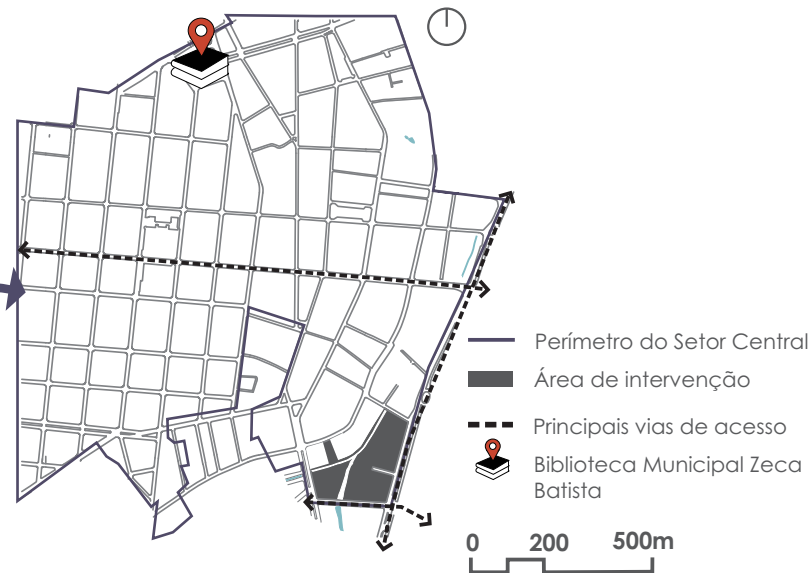 Perímetro do Setor Central
Área de intervenção
Principais vias de acesso
Biblioteca Municipal Zeca
Batista
0 200 500m